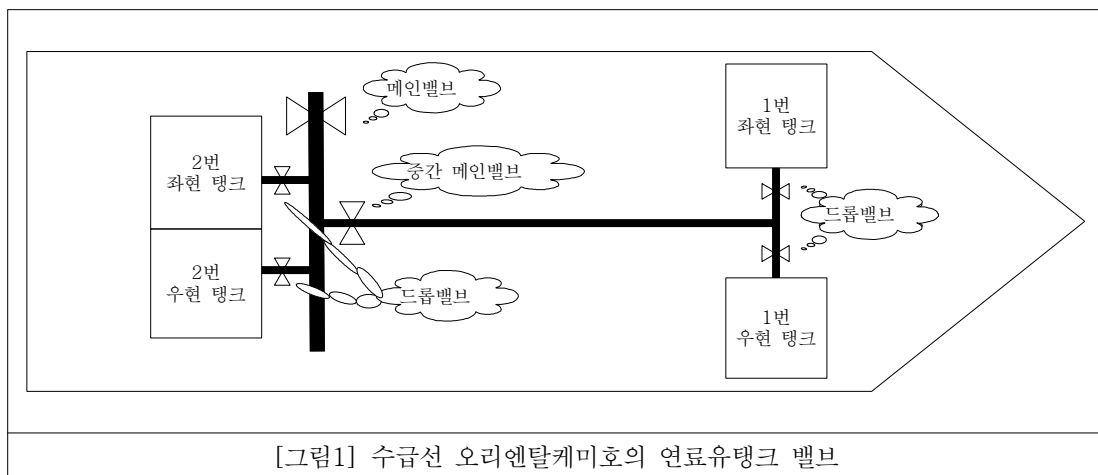 메인밸브
1번
좌현 탱크
2번
좌현 탱크
중간 메인밸브
드롭밸브
2번
우현 탱크
드롭밸브
1번
우현 탱크
[그림1] 수급선 오리엔탈케미호의 연료유탱크 밸브